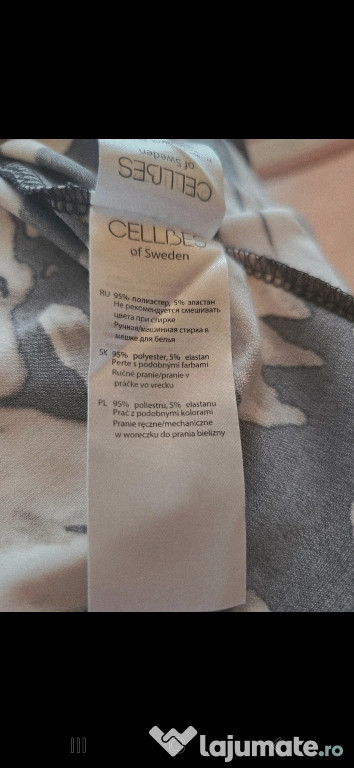 of Sweden
CELLBES
CELLBES
of Sweden
RU 95% полиэстер, 5% эластан
Не рекомендуется смешивать
цвета при стирке
Ручная/машинная стирка в
мешке для белья
SK 95% polyester, 5% elastan
Perte s podobnými farbami
Ručné pranie/pranie v
práčke vo vrecku
PL 95% poliestru, 5% elastanu
Prać z podobnymi kolorami
Pranie ręczne/mechaniczne
w woreczku do prania bielizny
lajumate.ro